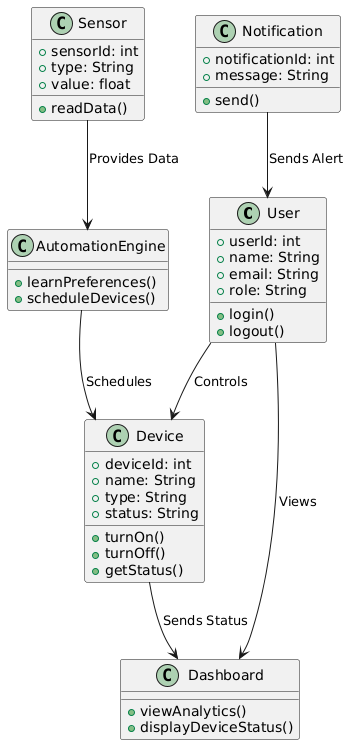 C Sensor
sensorId: int
type: String
value: float
readData()
C Notification
notificationId: int
message: String
send()
Provides Data
Sends Alert
C AutomationEngine
learnPreferences()
scheduleDevices()
C User
userId: int
name: String
email: String
role: String
login()
logout()
Schedules
Controls
C Device
deviceId: int
name: String
type: String
status: String
turnOn()
turnOff()
getStatus()
Views
Sends Status
C Dashboard
viewAnalytics()
displayDeviceStatus()